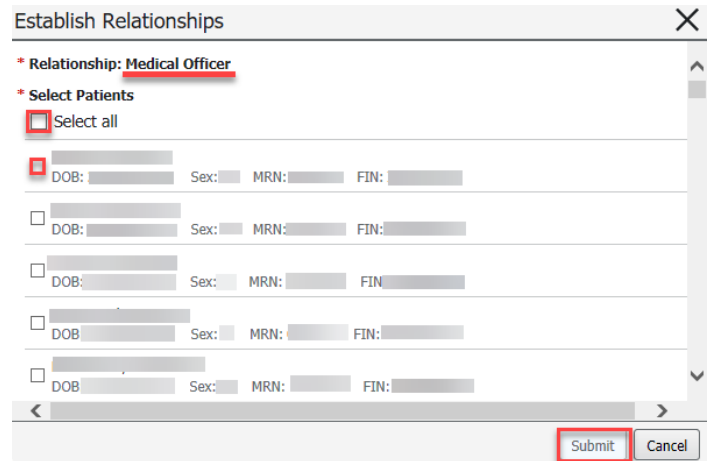 Establish Relationships
* Relationship: Medical Officer
* Select Patients
Select all
DOB: Sex: MRN: FIN:
DOB: Sex: MRN: FIN:
DOB: Sex: MRN: FIN
DOB Sex: MRN: FIN:
DOB Sex: MRN: FIN:
Submit Cancel